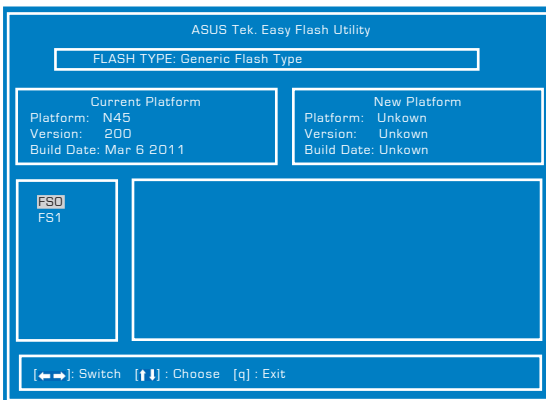 ASUS Tek. Easy Flash Utility
FLASH TYPE: Generic Flash Type
Current Platform
Platform: N45
Version: 200
Build Date: Mar 6 2011
New Platform
Platform: Unkown
Version: Unkown
Build Date: Unkown
FS0
FS1
[←→]: Switch [↑↓] : Choose [q] : Exit